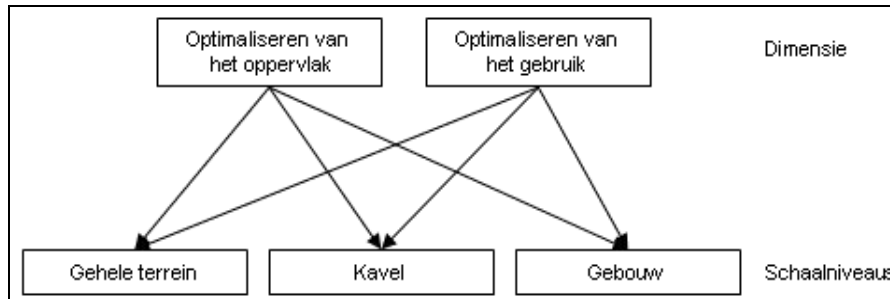 Optimaliseren van
het oppervlak
Optimaliseren van
het gebruik
Dimensie
Gehele terrein
Kavel
Gebouw
Schaalniveaus